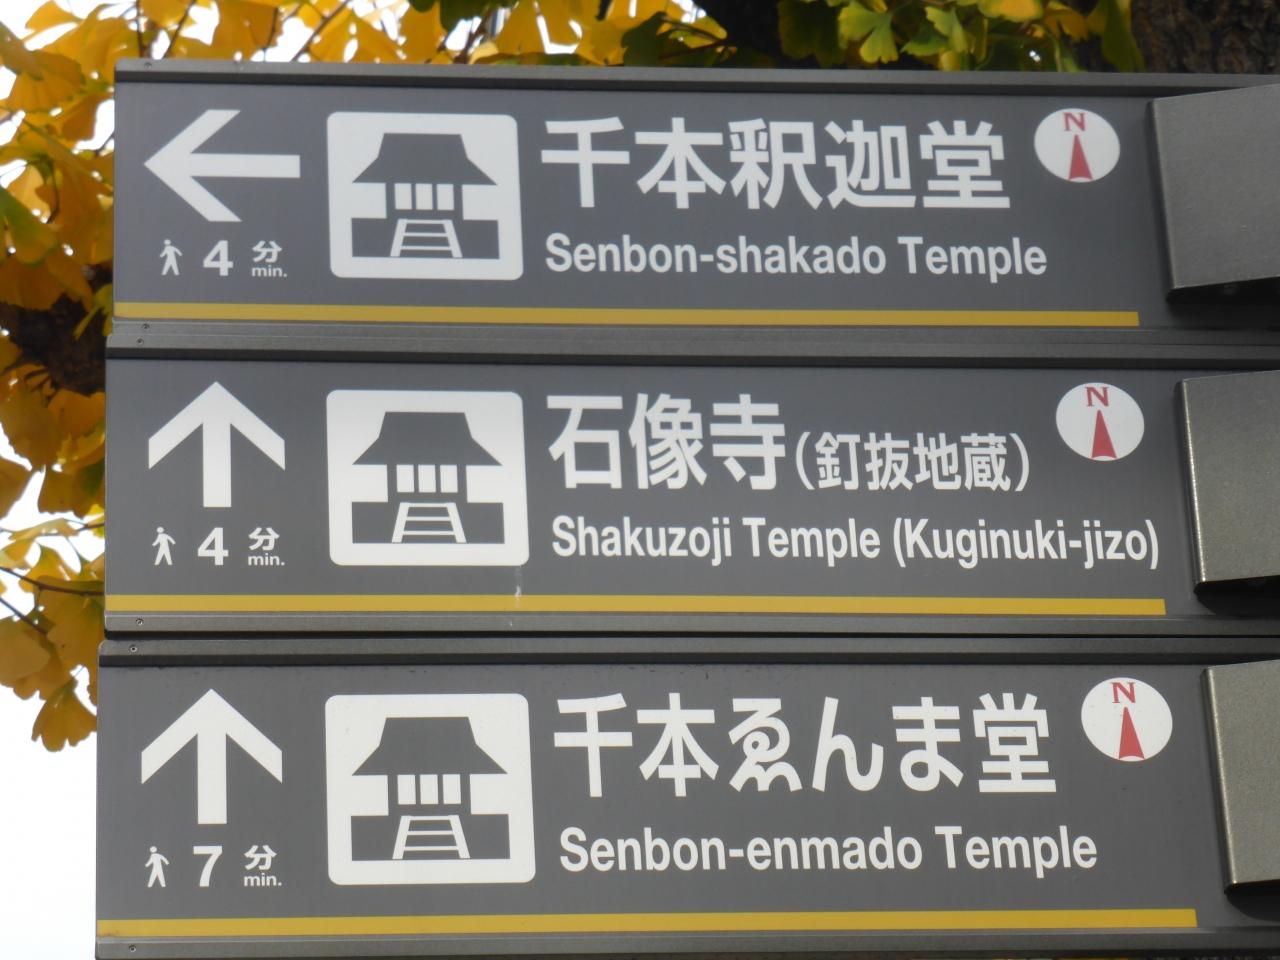 千本釈迦堂
N
Senbon-shakado Temple
4分
min.
石像寺(釘抜地蔵)
N
Shakuzoji Temple (Kuginuki-jizo)
4分
min.
千本ゑんま堂
N
Senbon-enmado Temple
7分
min.